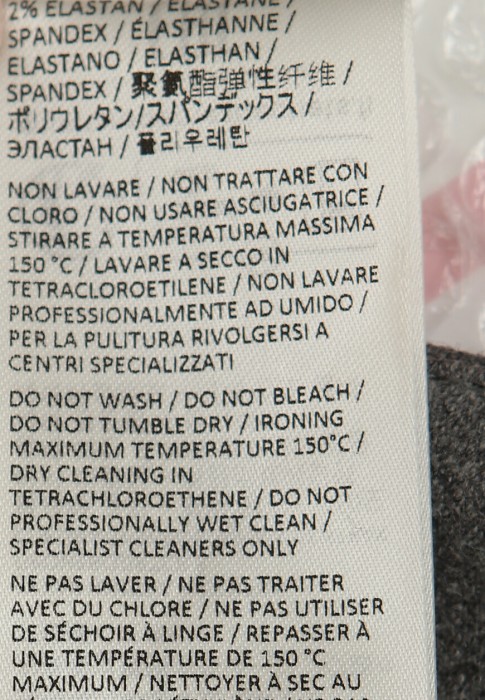 2% ELASTAN / ELASTANE /
SPANDEX / ÉLASTHANNE /
ELASTANO / ELASTHAN /
SPANDEX / 聚氨酯弹性纤维 /
ポリウレタン/スパンデックス /
ЭЛАСТАН / 폴리우레탄
NON LAVARE / NON TRATTARE CON
CLORO / NON USARE ASCIUGATRICE /
STIRARE A TEMPERATURA MASSIMA
150 °C / LAVARE A SECCO IN
TETRACLOROETILENE / NON LAVARE
PROFESSIONALMENTE AD UMIDO /
PER LA PULITURA RIVOLGERSI A
CENTRI SPECIALIZZATI
DO NOT WASH / DO NOT BLEACH /
DO NOT TUMBLE DRY / IRONING
MAXIMUM TEMPERATURE 150°C /
DRY CLEANING IN
TETRACHLOROETHENE / DO NOT
PROFESSIONALLY WET CLEAN /
SPECIALIST CLEANERS ONLY
NE PAS LAVER / NE PAS TRAITER
AVEC DU CHLORE / NE PAS UTILISER
DE SÉCHOIR À LINGE / REPASSER À
UNE TEMPÉRATURE DE 150 °C
MAXIMUM / NETTOYER À SEC AU